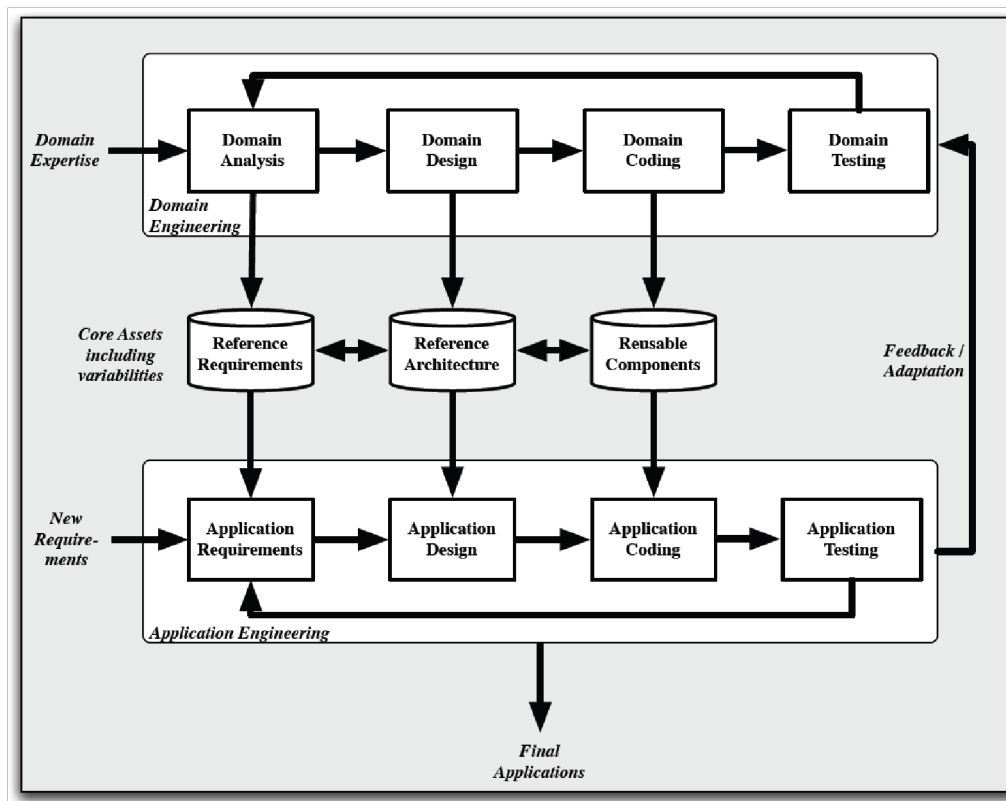 Domain
Expertise
Domain
Analysis
Domain
Design
Domain
Coding
Domain
Testing
Domain
Engineering
Core Assets
including
variabilities
Reference
Requirements
Reference
Architecture
Reusable
Components
Feedback /
Adaptation
New
Require-
ments
Application
Requirements
Application
Design
Application
Coding
Application
Testing
Application Engineering
Final
Applications